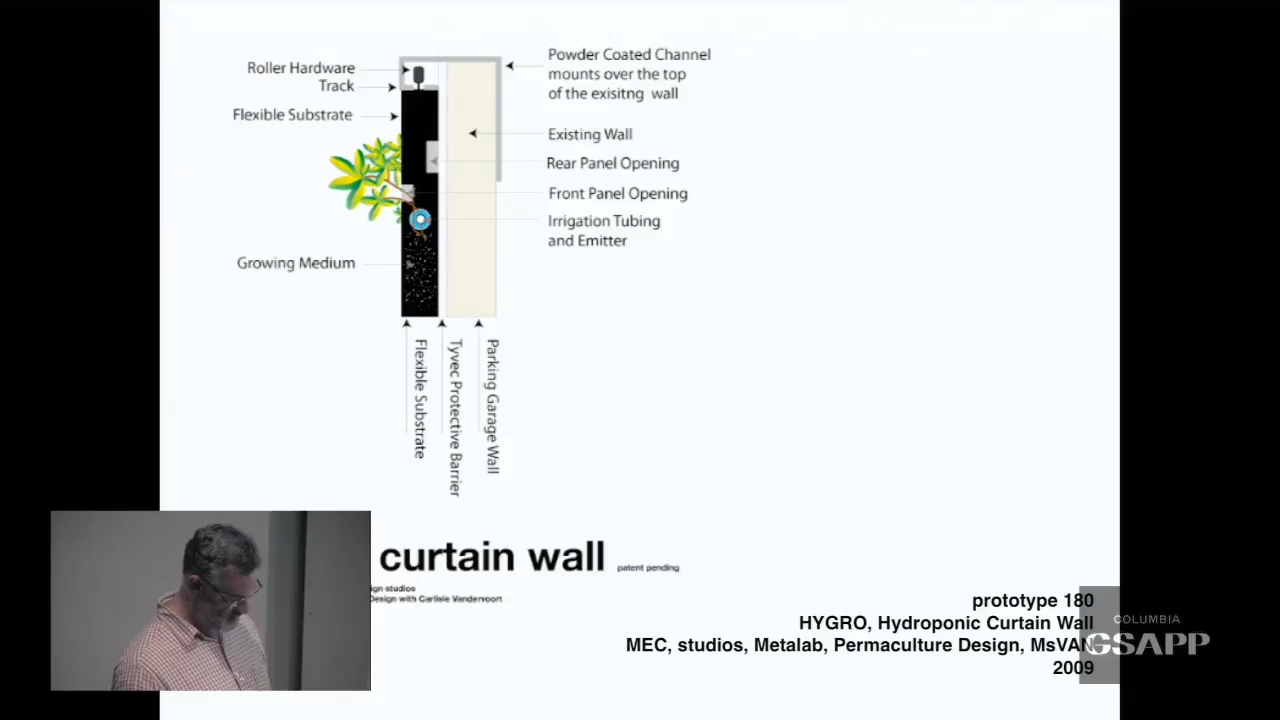 Roller Hardware
Track
Flexible Substrate
Growing Medium
Powder Coated Channel
mounts over the top
of the exisitng wall
Existing Wall
Rear Panel Opening
Front Panel Opening
Irrigation Tubing
and Emitter
Flexible Substrate
Tyvec Protective Barrier
Parking Garage Wall
curtain wall patent pending
ign studios
Design with Carlisle Vandervoort
prototype 180
HYGRO, Hydroponic Curtain Wall
MEC, studios, Metalab, Permaculture Design, MsVAN
2009
COLUMBIA
GSAPP